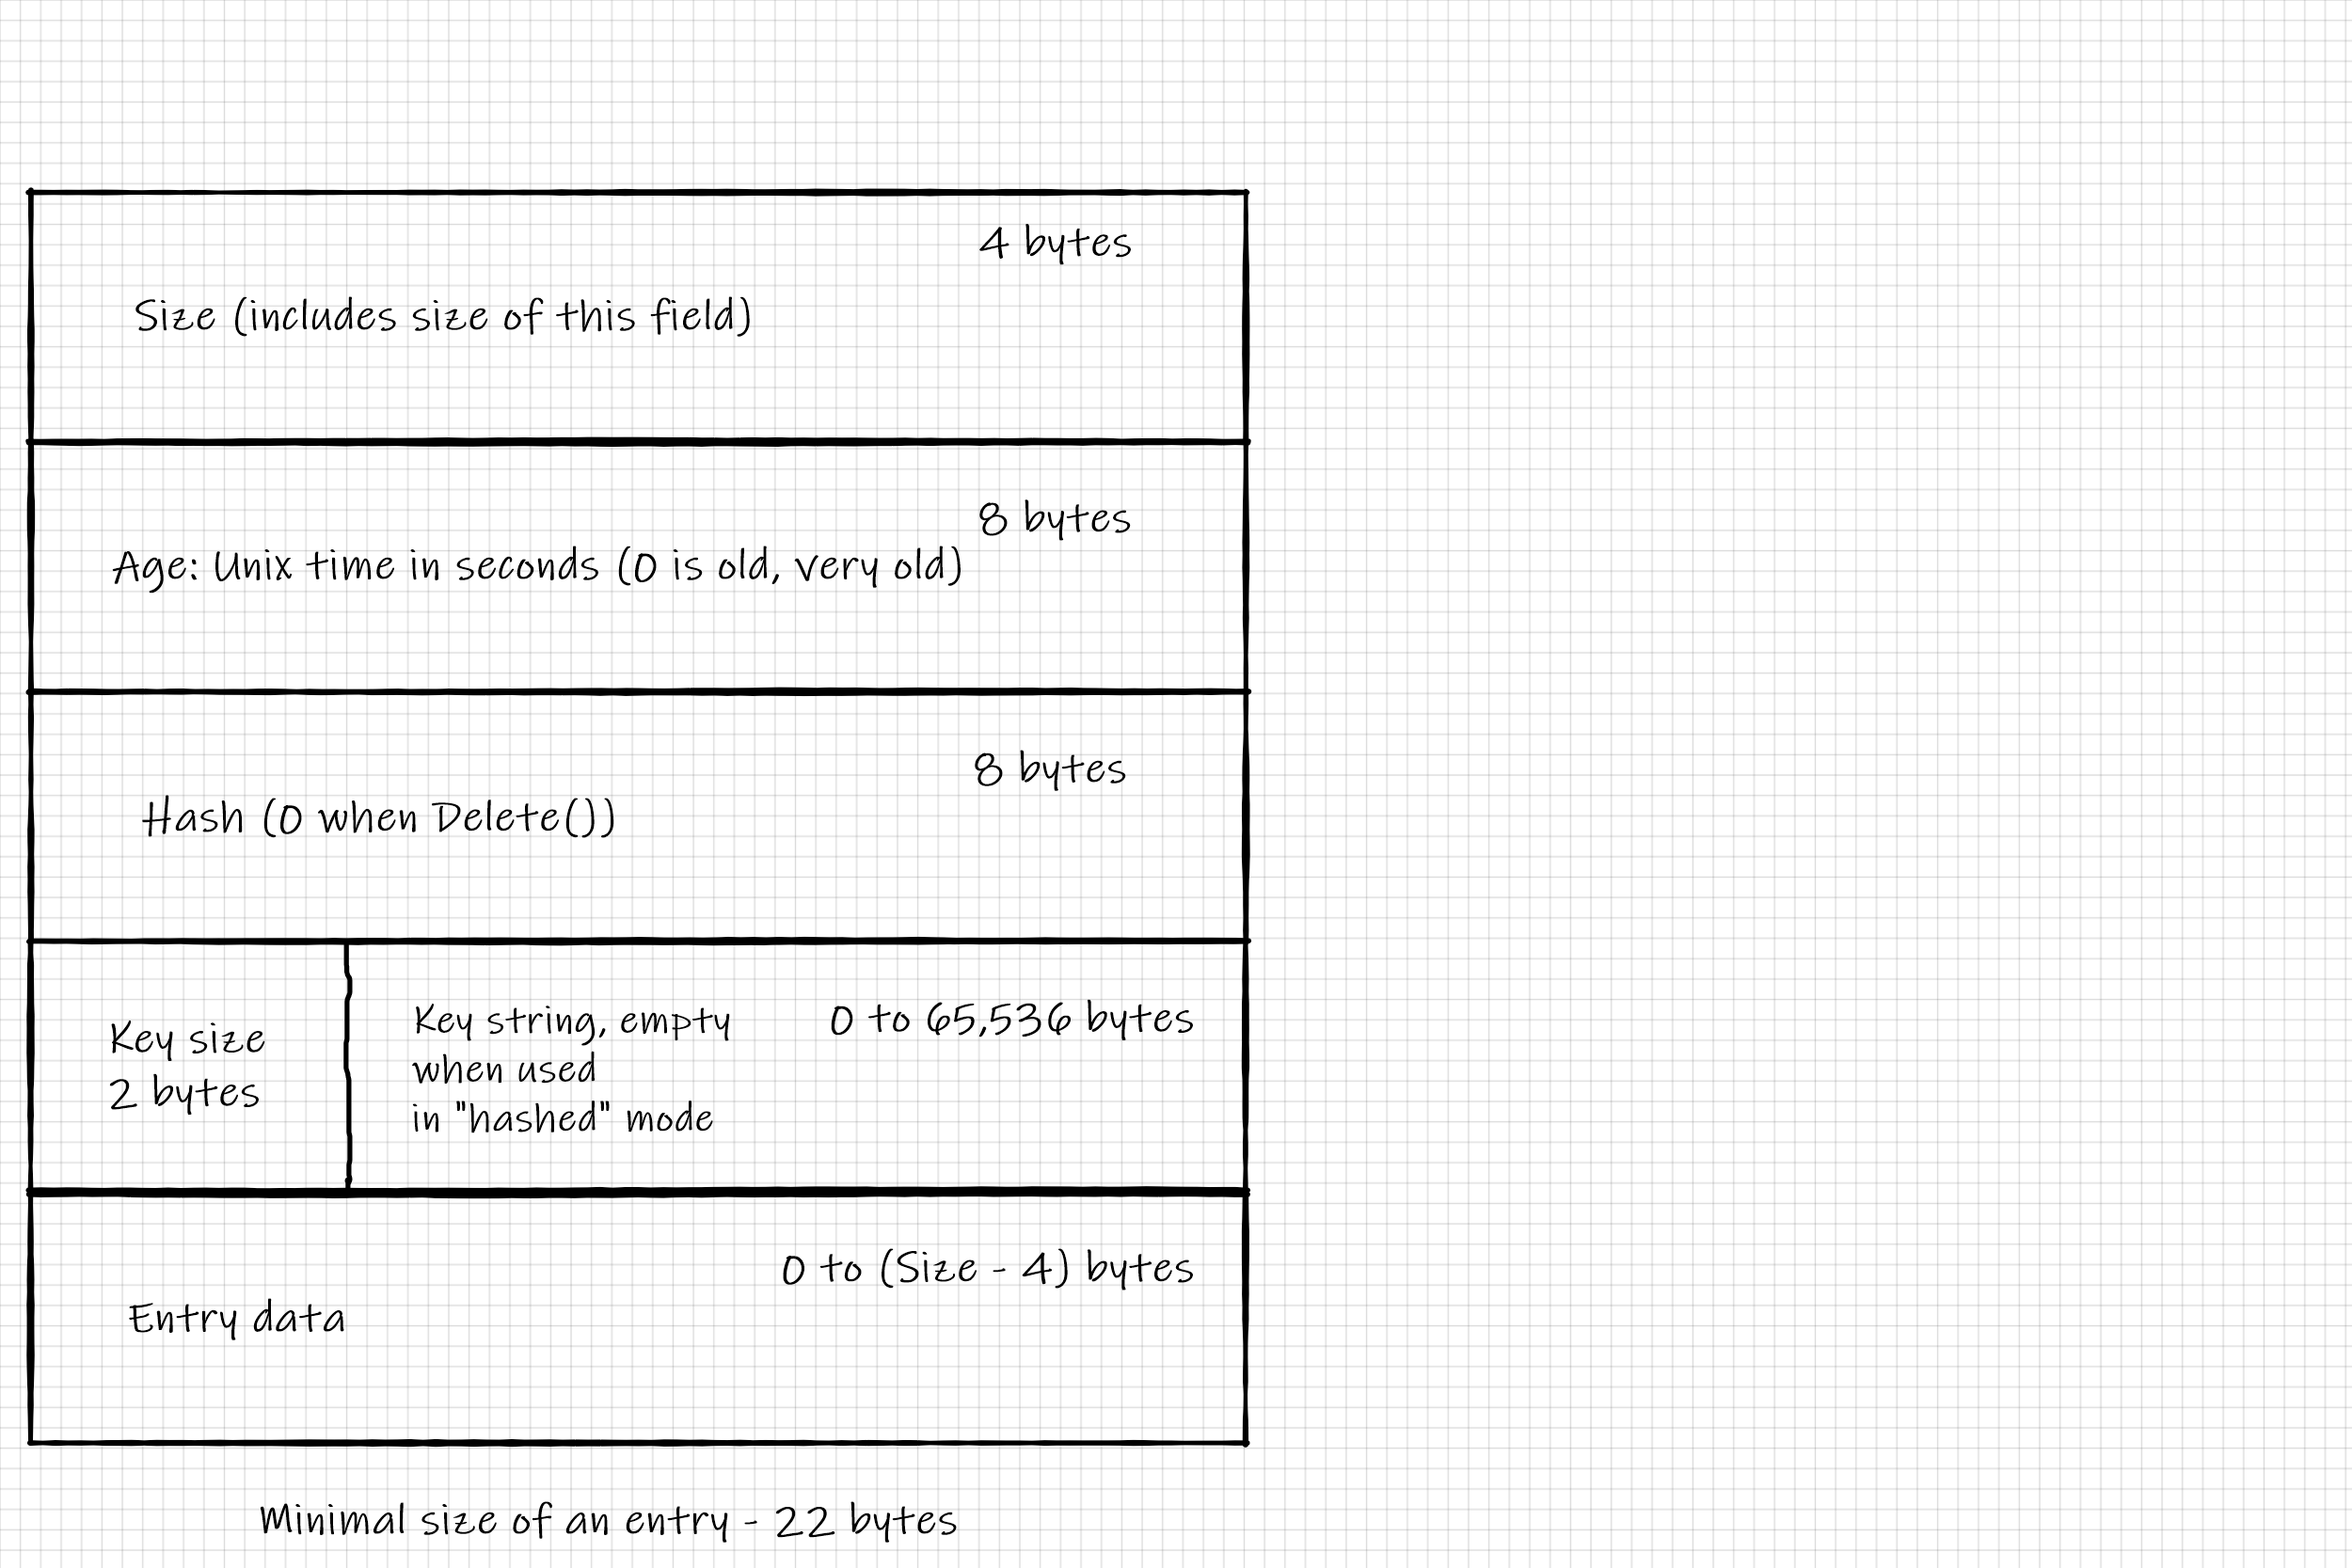 4 bytes
Size (includes size of this field)
8 bytes
Age: Unix time in seconds (0 is old, very old)
8 bytes
Hash (0 when Delete())
Key size
2 bytes
Key string, empty
when used
in "hashed" mode
0 to 65,536 bytes
0 to (Size - 4) bytes
Entry data
Minimal size of an entry - 22 bytes